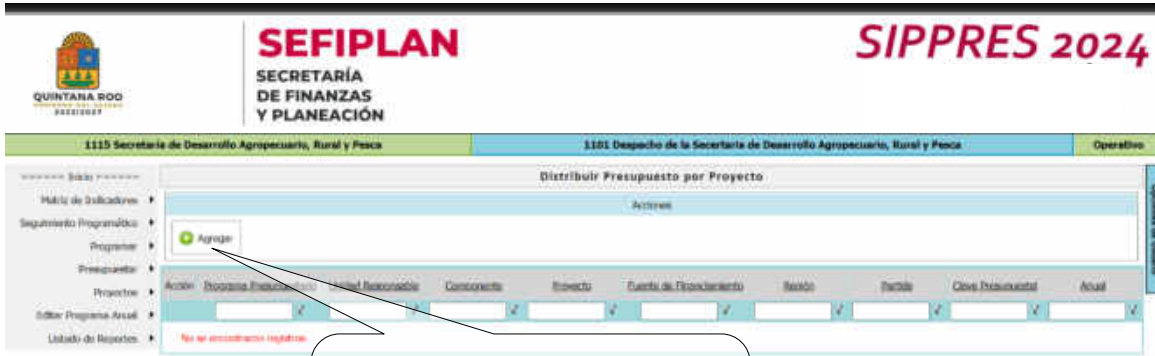 SEFIPLAN
SIPPRES 2024
SECRETARÍA
DE FINANZAS
Y PLANEACIÓN
QUINTANA ROO
1115 Secretaría de Desarrollo Agropecuario, Rural y Pesca
1101 Despacho de la Secertaria de Desarrollo Agropecuario, Rural y Pesca
Operativo
Inicio
Distribuir Presupuesto por Proyecto
Matriz de Indicadores
Acciones
Seguimiento Programático
Agregar
Programar
Presupuestar
Proyectos
Acción Programa Presupuestario Unidad Responsable Componente Proyecto Fuente de Financiamiento Región Partida Clave Presupuestal Anual
Editar Programa Anual
Listado de Reportes
No se encontraron registros